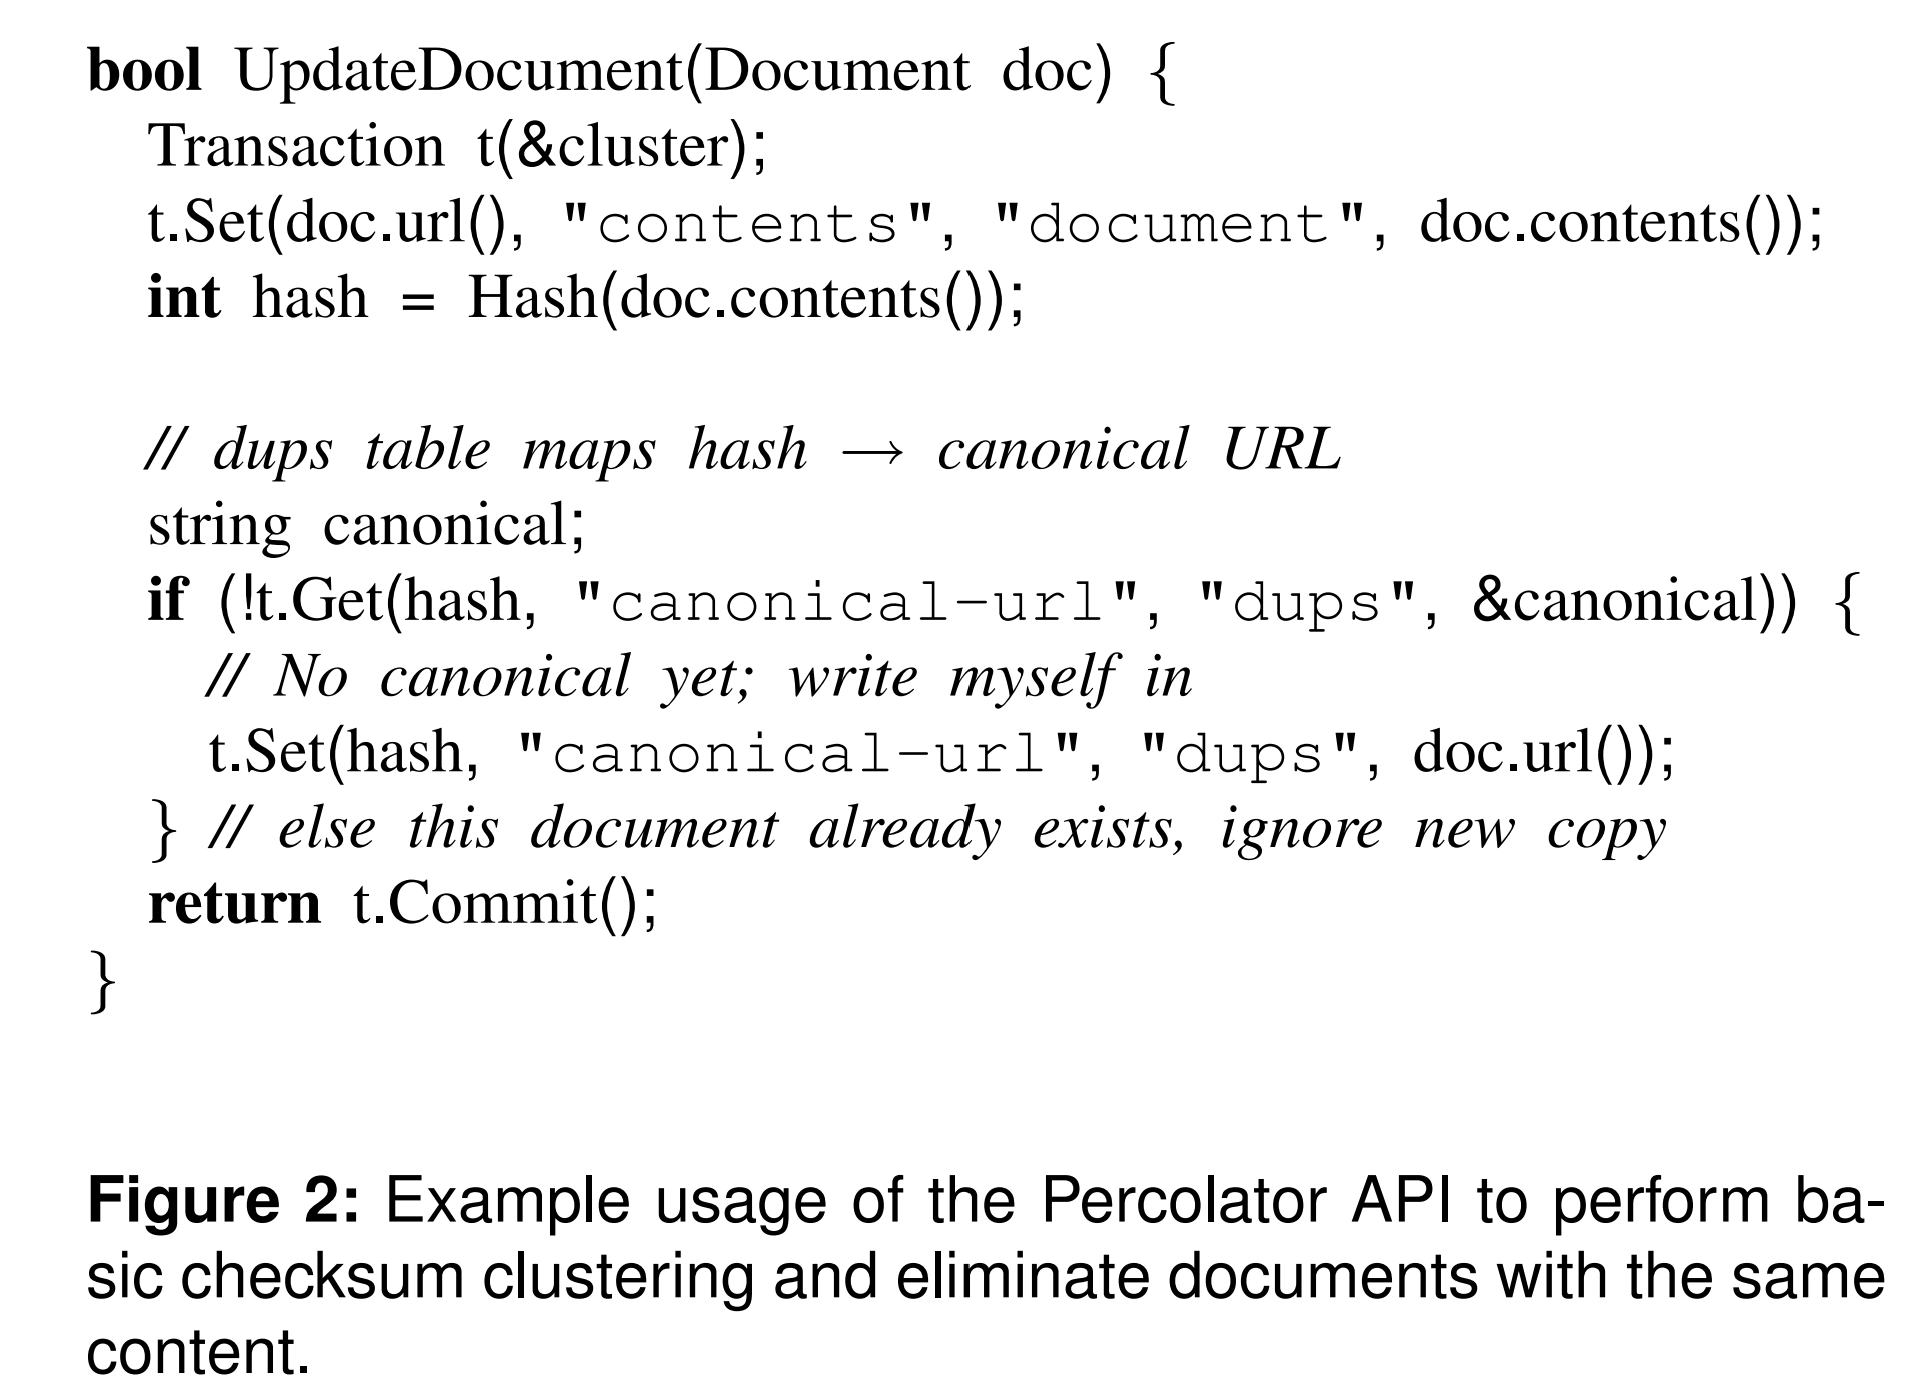 bool UpdateDocument(Document doc) {
Transaction t(&cluster);
t.Set(doc.url(), "contents", "document", doc.contents());
int hash = Hash(doc.contents());
// dups table maps hash → canonical URL
string canonical;
if (!t.Get(hash, "canonical-url", "dups", &canonical)) {
// No canonical yet; write myself in
t.Set(hash, "canonical-url", "dups", doc.url());
} // else this document already exists, ignore new copy
return t.Commit();
}
Figure 2: Example usage of the Percolator API to perform ba-
sic checksum clustering and eliminate documents with the same
content.